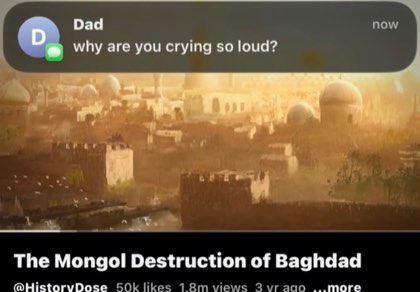 D
Dad
now
why are you crying so loud?
The Mongol Destruction of Baghdad
@HistoryDose 50k likes 1.8m views 3 yr ago ...more